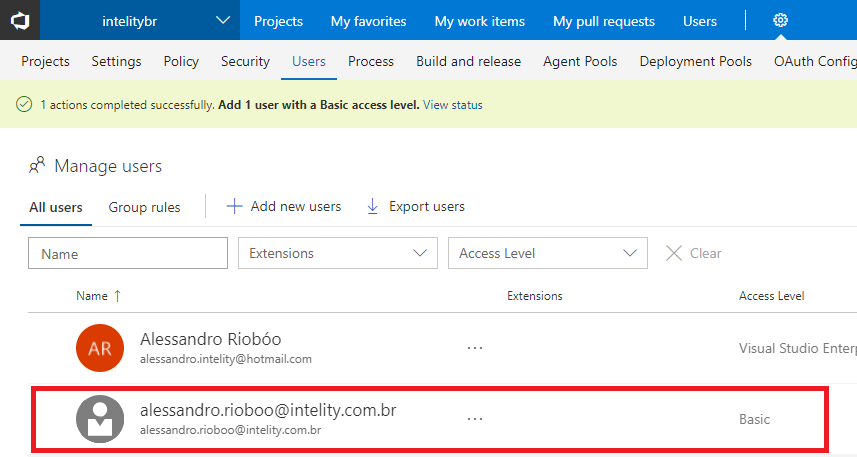 intelitybr Projects My favorites My work items My pull requests Users
Projects Settings Policy Security Users Process Build and release Agent Pools Deployment Pools OAuth Config
1 actions completed successfully. Add 1 user with a Basic access level. View status
Manage users
All users Group rules Add new users Export users
Name Extensions Access Level Clear
Name ↑ Extensions Access Level
AR Alessandro Riobóo ... Visual Studio Enterp
alessandro.intelity@hotmail.com
alessandro.rioboo@intelity.com.br ... Basic
alessandro.rioboo@intelity.com.br